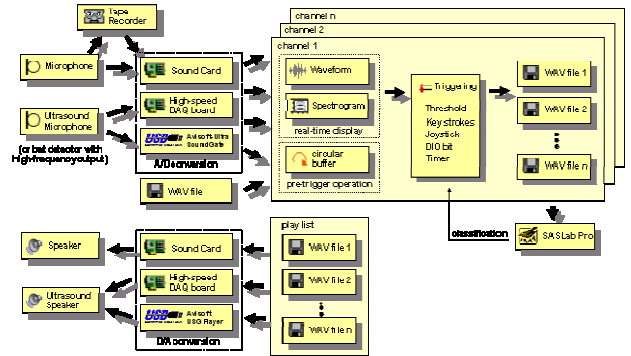 channel n
channel 2
channel 1
Tape
Recorder
Microphone
Ultrasound
Microphone
(or bat detector with
high-frequency output)
Sound Card
High-speed
DAQ board
USB
Avisoft-Ultra
SoundGate
A/D conversion
WAV file
Waveform
Spectrogram
real-time display
circular
buffer
pre-trigger operation
Triggering
Threshold
Key strokes
Joystick
DIO bit
Timer
WAV file 1
WAV file 2
WAV file n
classification
SASLab Pro
Speaker
Ultrasound
Speaker
Sound Card
High-speed
DAQ board
USB
Avisoft
USG Player
D/A conversion
play list
WAV file 1
WAV file 2
WAV file n